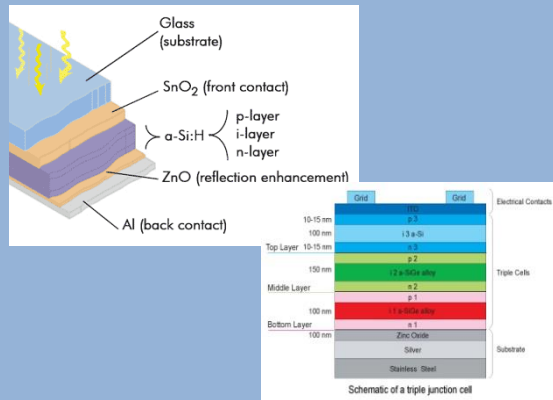 Glass
(substrate)
SnO2 (front contact)
a-Si:H
p-layer
i-layer
n-layer
ZnO (reflection enhancement)
Al (back contact)
Grid
Grid
ITO
Electrical Contacts
10-15 nm
p 3
100 nm
i 3 a-Si
Top Layer
10-15 nm
n 3
p 2
150 nm
i 2 a-SiGe alloy
Triple Cells
Middle Layer
n 2
p 1
100 nm
i 1 a-SiGe alloy
Bottom Layer
n 1
100 nm
Zinc Oxide
Silver
Substrate
Stainless Steel
Schematic of a triple junction cell